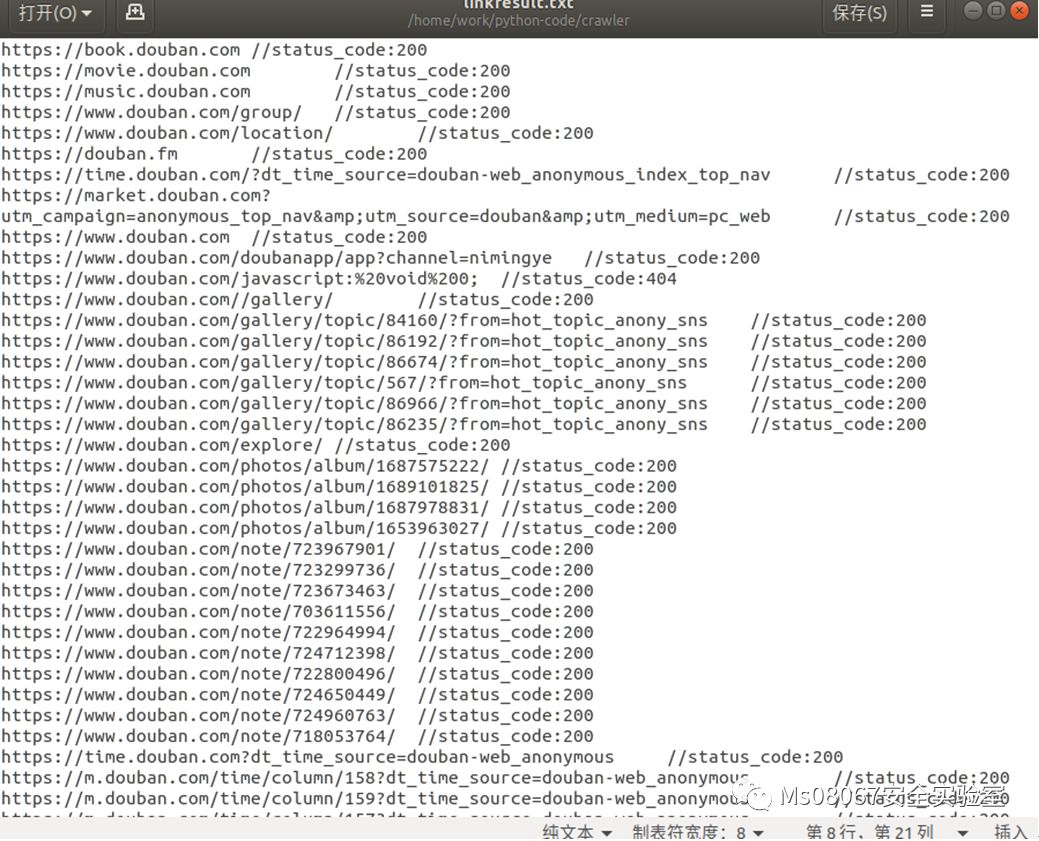 打开(O)
linkresult.txt
/home/work/python-code/crawler
保存(S)
https://book.douban.com //status_code:200
https://movie.douban.com //status_code:200
https://music.douban.com //status_code:200
https://www.douban.com/group/ //status_code:200
https://www.douban.com/location/ //status_code:200
https://douban.fm //status_code:200
https://time.douban.com/?dt_time_source=douban-web_anonymous_index_top_nav //status_code:200
https://market.douban.com?
utm_campaign=anonymous_top_nav&amp;utm_source=douban&amp;utm_medium=pc_web //status_code:200
https://www.douban.com //status_code:200
https://www.douban.com/doubanapp/app?channel=nimingye //status_code:200
https://www.douban.com/javascript:%20void%200; //status_code:404
https://www.douban.com//gallery/ //status_code:200
https://www.douban.com/gallery/topic/84160/?from=hot_topic_anony_sns //status_code:200
https://www.douban.com/gallery/topic/86192/?from=hot_topic_anony_sns //status_code:200
https://www.douban.com/gallery/topic/86674/?from=hot_topic_anony_sns //status_code:200
https://www.douban.com/gallery/topic/567/?from=hot_topic_anony_sns //status_code:200
https://www.douban.com/gallery/topic/86966/?from=hot_topic_anony_sns //status_code:200
https://www.douban.com/gallery/topic/86235/?from=hot_topic_anony_sns //status_code:200
https://www.douban.com/explore/ //status_code:200
https://www.douban.com/photos/album/1687575222/ //status_code:200
https://www.douban.com/photos/album/1689101825/ //status_code:200
https://www.douban.com/photos/album/1687978831/ //status_code:200
https://www.douban.com/photos/album/1653963027/ //status_code:200
https://www.douban.com/note/723967901/ //status_code:200
https://www.douban.com/note/723299736/ //status_code:200
https://www.douban.com/note/723673463/ //status_code:200
https://www.douban.com/note/703611556/ //status_code:200
https://www.douban.com/note/722964994/ //status_code:200
https://www.douban.com/note/724712398/ //status_code:200
https://www.douban.com/note/722800496/ //status_code:200
https://www.douban.com/note/724650449/ //status_code:200
https://www.douban.com/note/724960763/ //status_code:200
https://www.douban.com/note/718053764/ //status_code:200
https://time.douban.com?dt_time_source=douban-web_anonymous //status_code:200
https://m.douban.com/time/column/158?dt_time_source=douban-web_anonymous //status_code:200
https://m.douban.com/time/column/159?dt_time_source=douban-web_anonymous //status_code:200
Ms08067安全实验室
纯文本 制表符宽度: 8 第 8 行, 第 21 列 插入